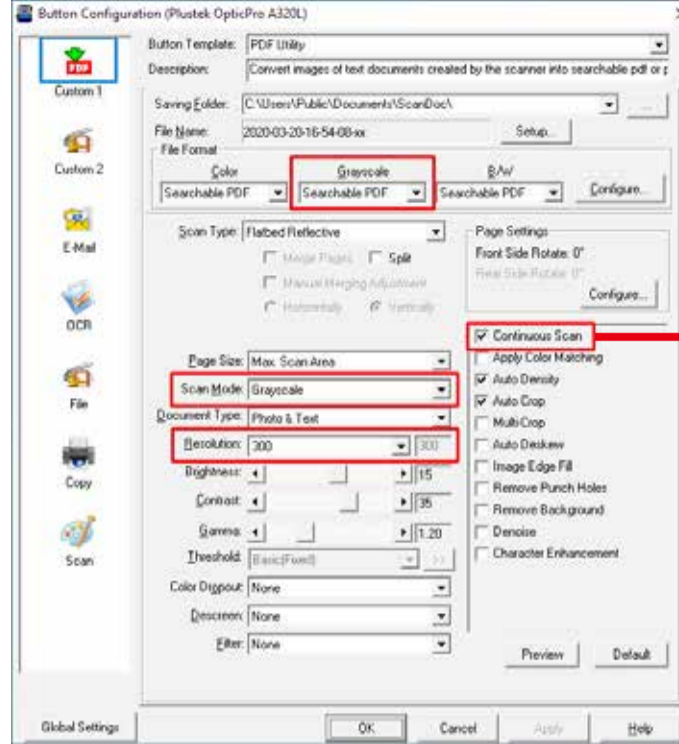 Button Configuration (Plustek OpticPro A320L)
PDF
Custom 1
Custom 2
E-Mail
OCR
File
Copy
Scan
Button Template: PDF Utility
Description: Convert images of text documents created by the scanner into searchable pdf or p
Saving Folder: C:\Users\Public\Documents\ScanDoc\ ...
File Name: 2020-03-20-16-54-08-xx Setup...
File Format
Color Grayscale B/W
Searchable PDF Searchable PDF Searchable PDF Configure...
Scan Type: Flatbed Reflective
Merge Pages Split
Manual Merging Adjustment
Horizontally Vertically
Page Settings
Front Side Rotate: 0°
Rear Side Rotate: 0°
Configure...
Page Size: Max. Scan Area
Scan Mode: Grayscale
Document Type: Photo & Text
Resolution: 300 300
Brightness: 15
Contrast: 35
Gamma: 1.20
Threshold: Basic(Fixed) >>
Color Dropout: None
Descreen: None
Filter: None
Continuous Scan
Apply Color Matching
Auto Density
Auto Crop
Multi-Crop
Auto Deskew
Image Edge Fill
Remove Punch Holes
Remove Background
Denoise
Character Enhancement
Preview Default
Global Settings OK Cancel Apply Help